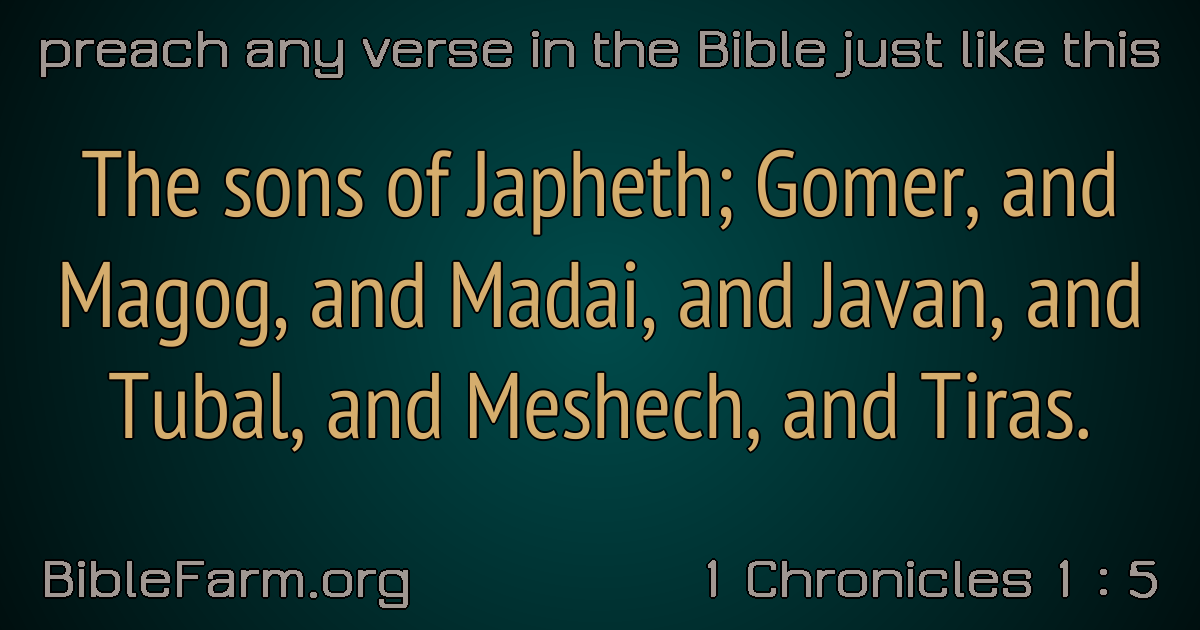 preach any verse in the Bible just like this
The sons of Japheth; Gomer, and
Magog, and Madai, and Javan, and
Tubal, and Meshech, and Tiras.
BibleFarm.org
1 Chronicles 1 : 5